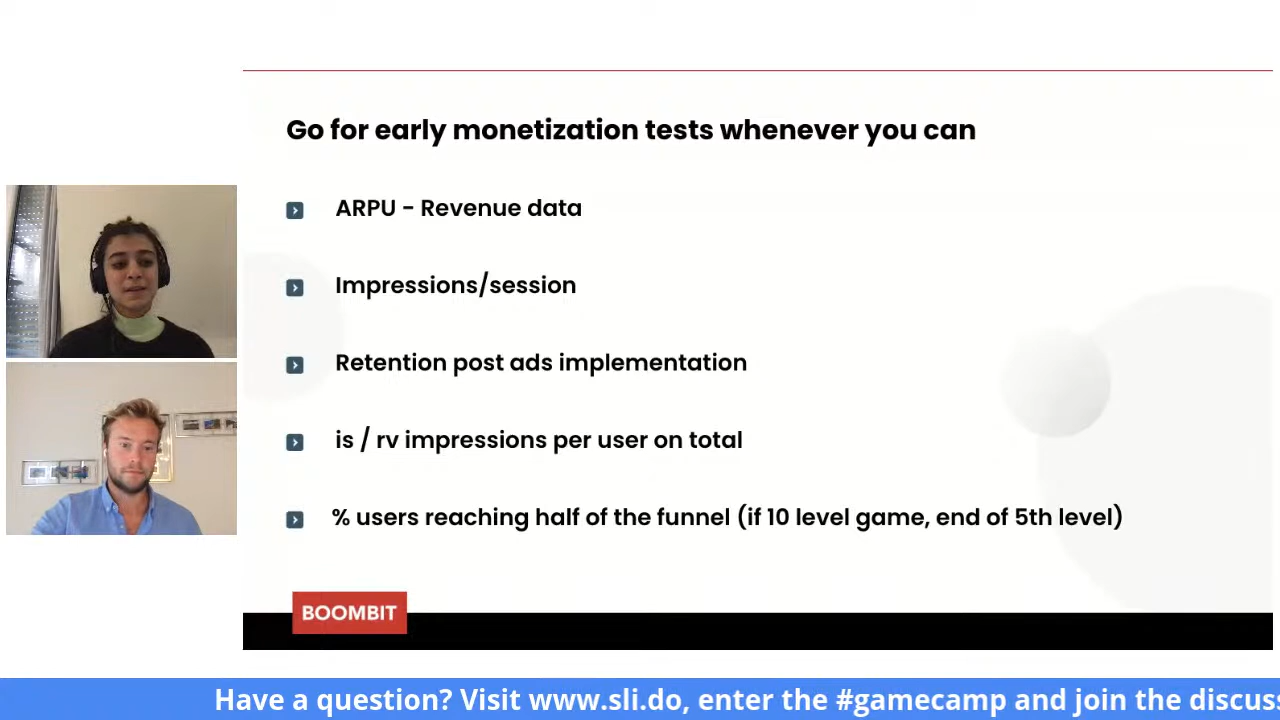 Go for early monetization tests whenever you can
ARPU - Revenue data
Impressions/session
Retention post ads implementation
is / rv impressions per user on total
% users reaching half of the funnel (if 10 level game, end of 5th level)
BOOMBIT
Have a question? Visit www.sli.do, enter the #gamecamp and join the discus